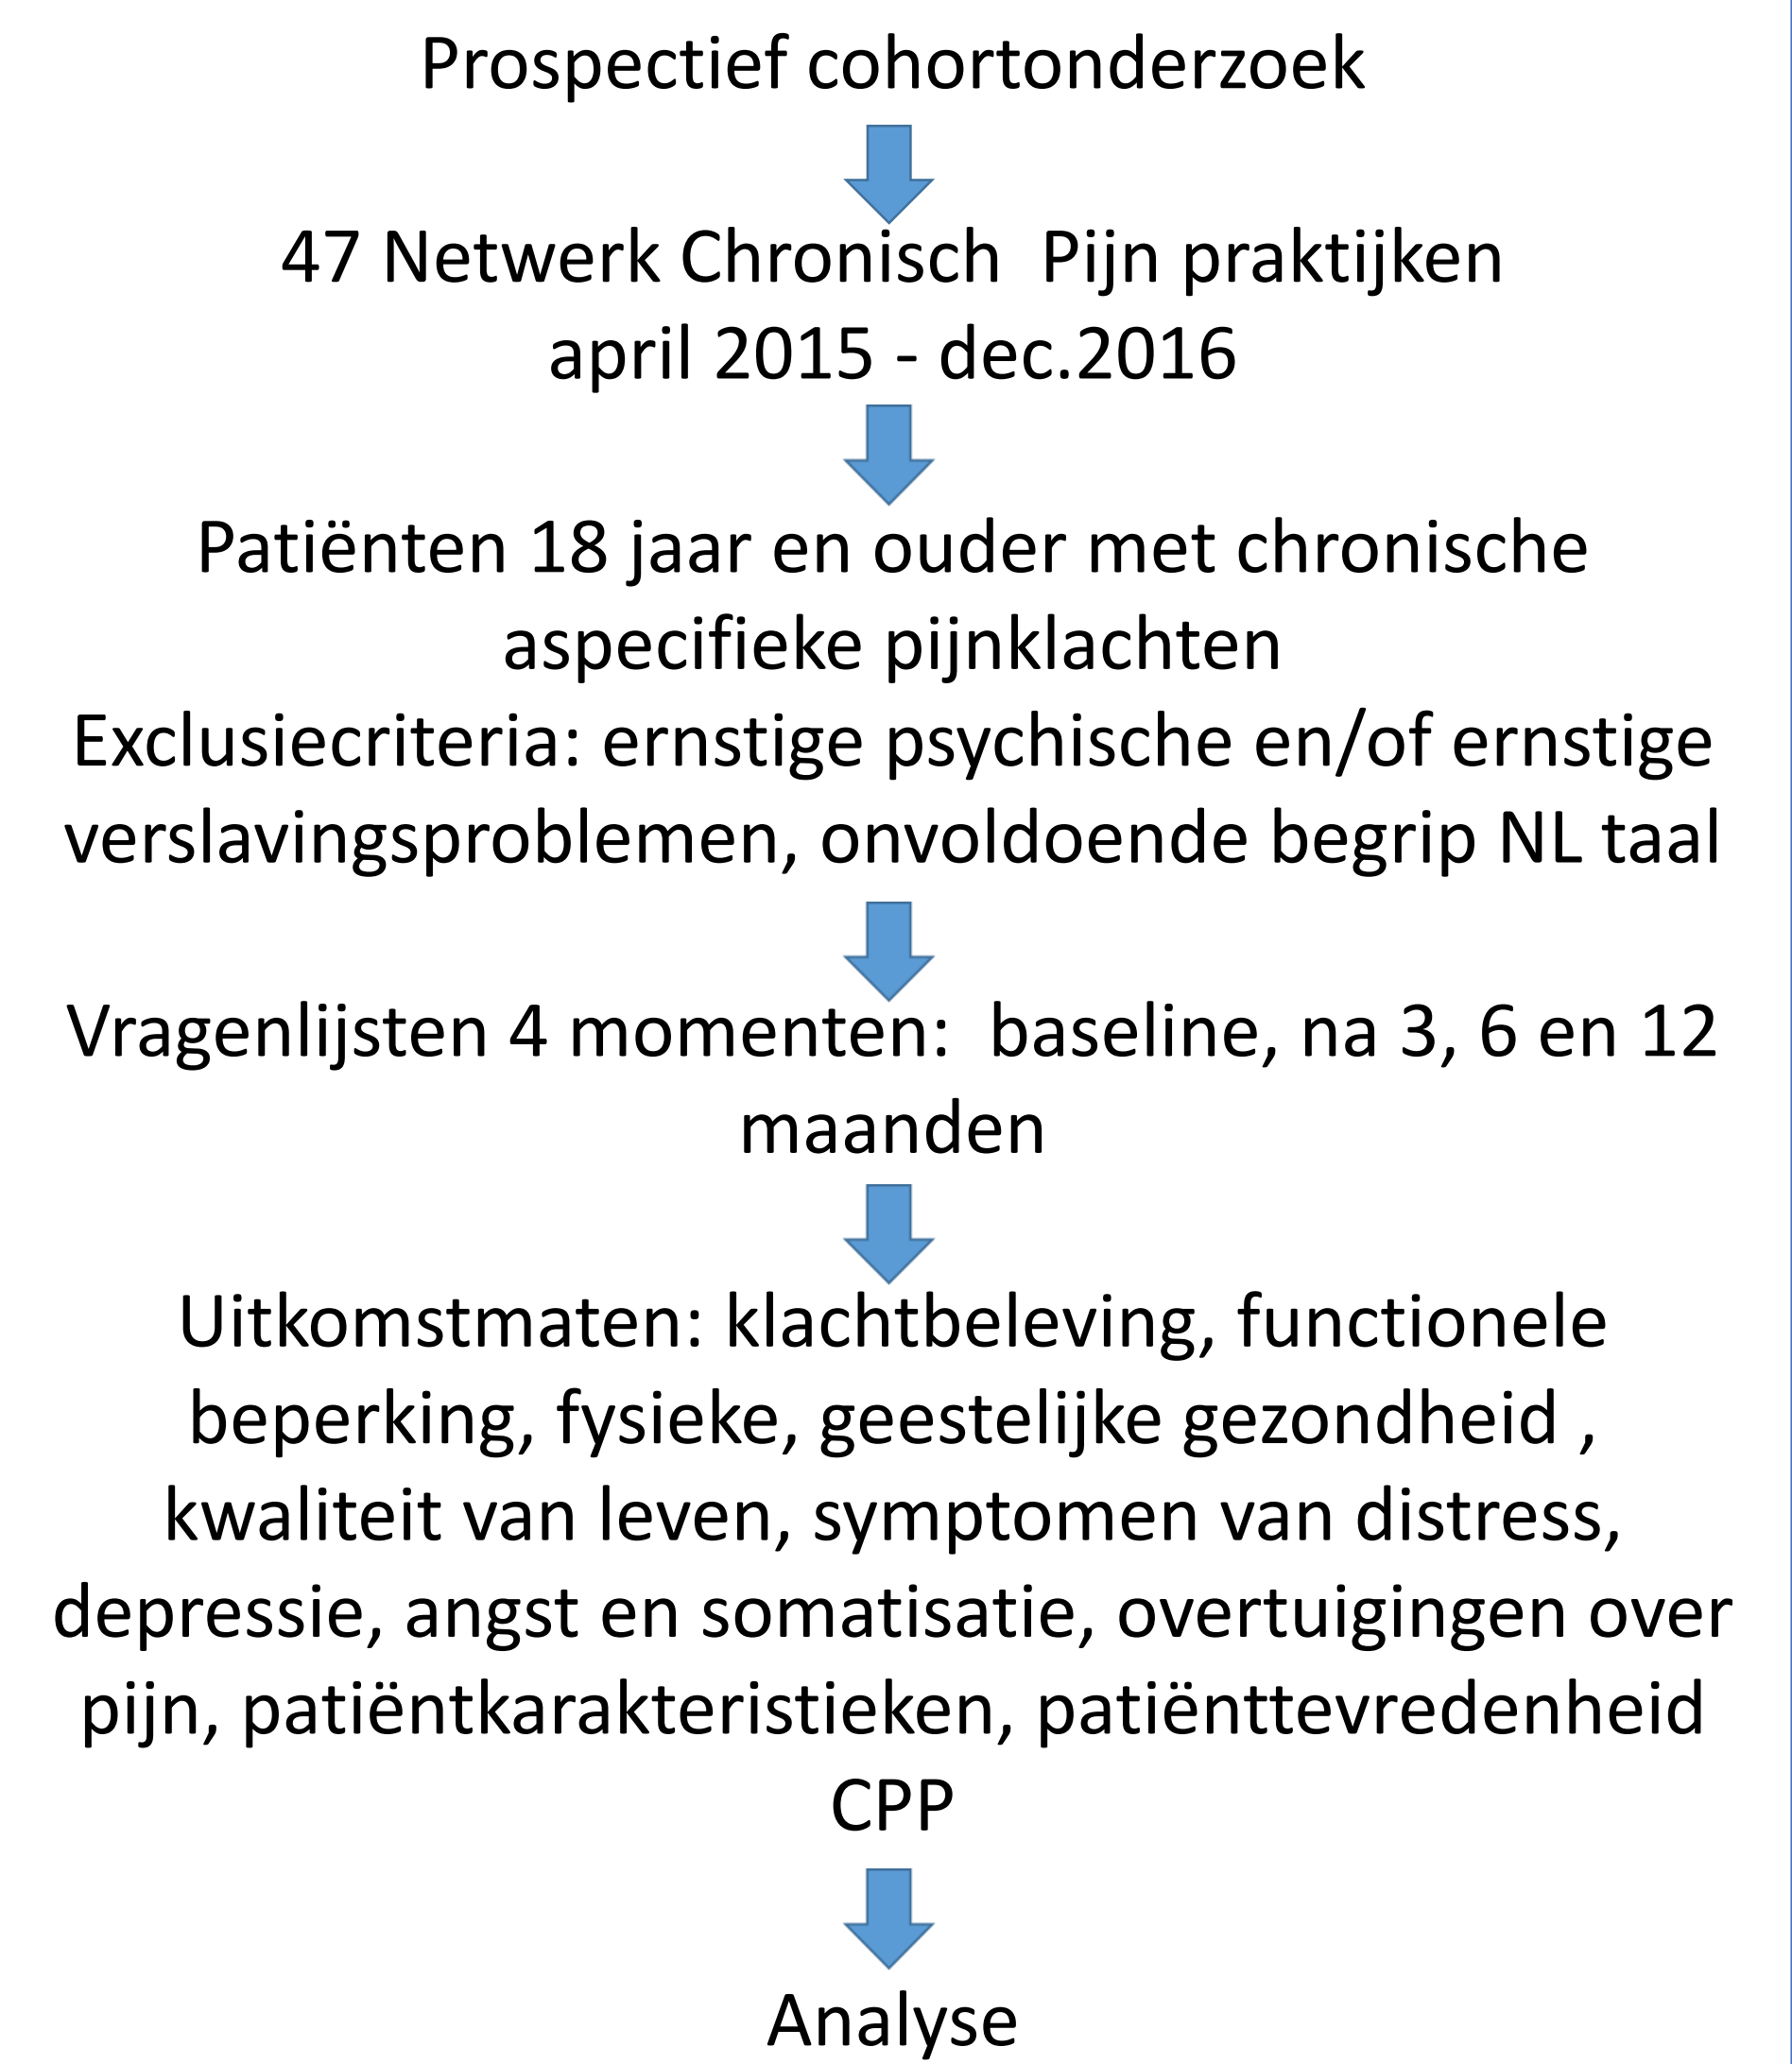 Prospectief cohortonderzoek
47 Netwerk Chronisch  Pijn praktijken
april 2015 - dec.2016
Patiënten 18 jaar en ouder met chronische
aspecifieke pijnklachten
Exclusiecriteria: ernstige psychische en/of ernstige
verslavingsproblemen, onvoldoende begrip NL taal
Vragenlijsten 4 momenten:  baseline, na 3, 6 en 12
maanden
Uitkomstmaten: klachtbeleving, functionele
beperking, fysieke, geestelijke gezondheid ,
kwaliteit van leven, symptomen van distress,
depressie, angst en somatisatie, overtuigingen over
pijn, patiëntkarakteristieken, patiënttevredenheid
CPP
Analyse